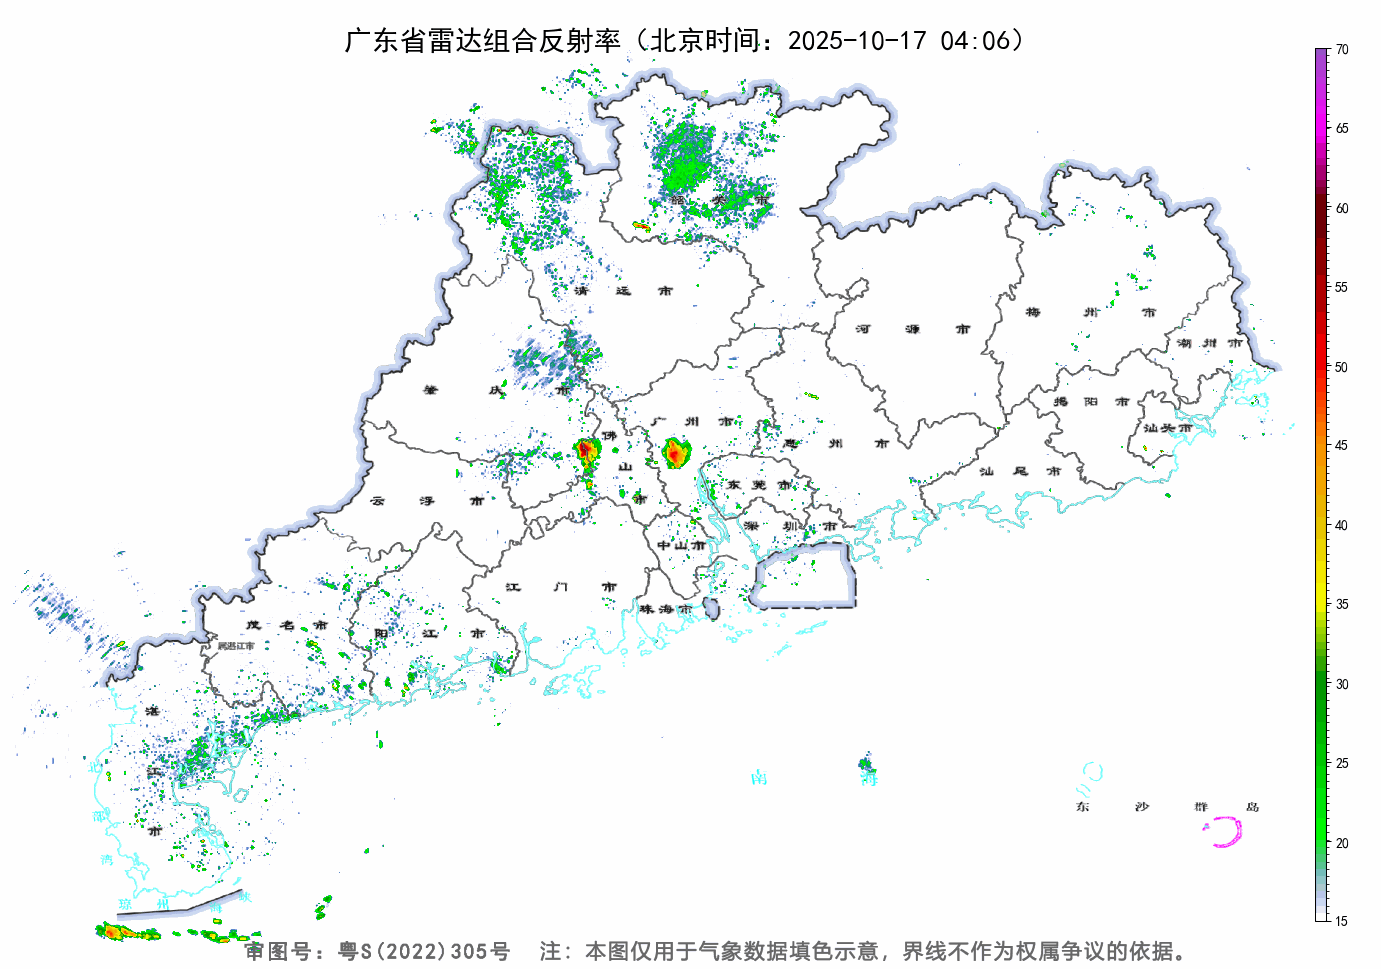 广东省雷达组合反射率（北京时间：2025-10-17 04:06）
70
65
60
55
50
45
40
35
30
25
20
15
韶关市
清远市
河源市
梅州市
潮州市
肇庆市
广州市
佛山市
惠州市
揭阳市
汕头市
汕尾市
云浮市
东莞市
深圳市
中山市
江门市
珠海市
茂名市
阳江市
属湛江市
湛江市
北部湾
南海
东沙群岛
琼州海峡
审图号：粤S(2022)305号 注：本图仅用于气象数据填色示意，界线不作为权属争议的依据。